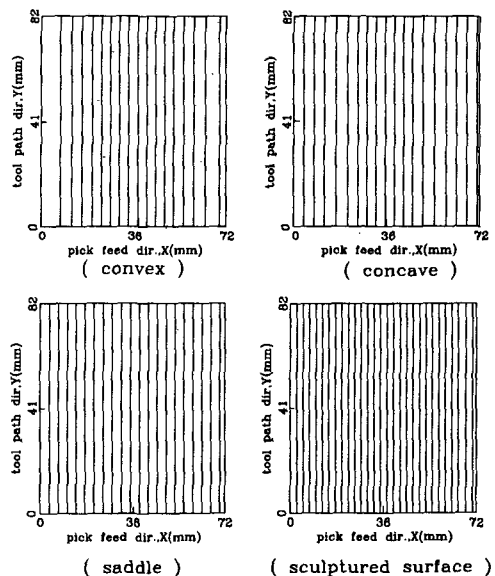 82
41
0
tool path dir.,Y(mm)
0 36 72
pick feed dir.,X(mm)
( convex )
82
41
0
tool path dir.,Y(mm)
0 36 72
pick feed dir.,X(mm)
( concave )
82
41
0
tool path dir.,Y(mm)
0 36 72
pick feed dir.,X(mm)
( saddle )
82
41
0
tool path dir.,Y(mm)
0 36 72
pick feed dir.,X(mm)
( sculptured surface )